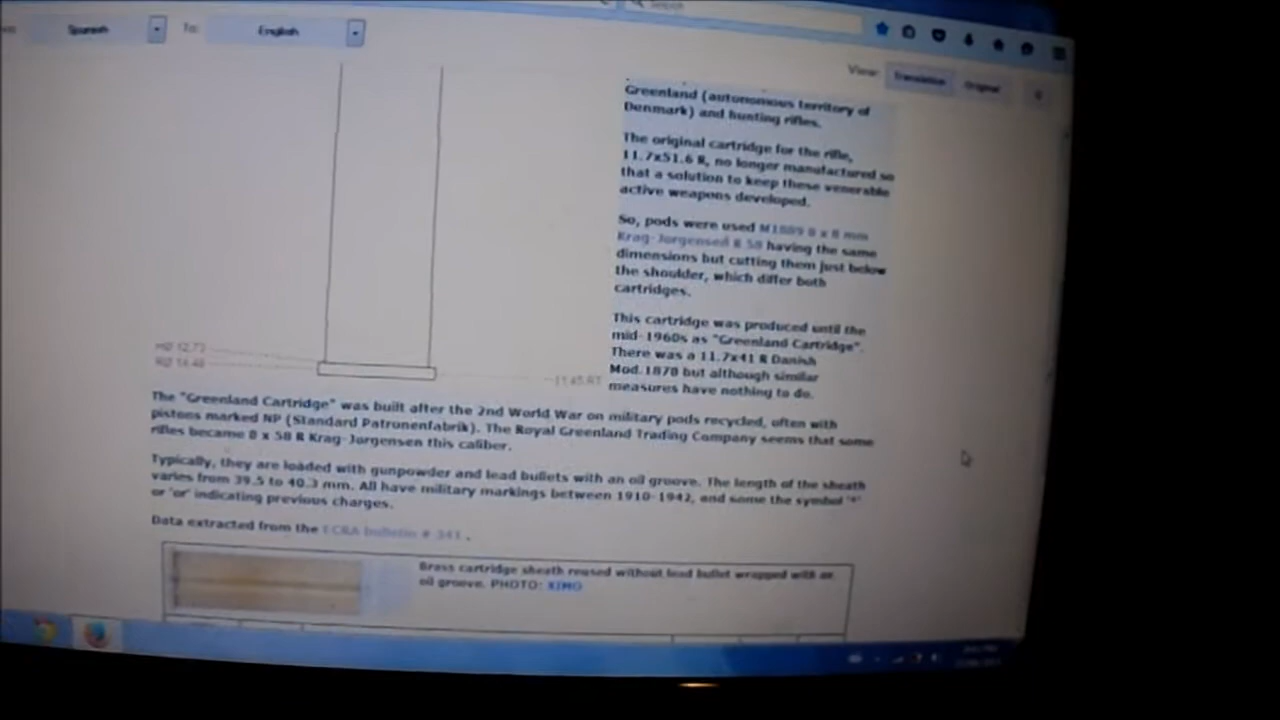 Search
Spanish To: English
View: Translation Original
Greenland (autonomous territory of
Denmark) and hunting rifles.
The original cartridge for the rifle,
11.7x51.6 R, no longer manufactured so
that a solution to keep these venerable
active weapons developed.
So, pods were used M1889 8 x 8 mm
Krag-Jorgensed R 58 having the same
dimensions but cutting them just below
the shoulder, which differ both
cartridges.
This cartridge was produced until the
mid-1960s as "Greenland Cartridge".
There was a 11.7x41 R Danish
Mod.1878 but although similar
measures have nothing to do.
The "Greenland Cartridge" was built after the 2nd World War on military pods recycled, often with
pistons marked NP (Standard Patronenfabrik). The Royal Greenland Trading Company seems that some
rifles became 8 x 58 R Krag-Jorgensen this caliber.
Typically, they are loaded with gunpowder and lead bullets with an oil groove. The length of the sheath
varies from 39.5 to 40.3 mm. All have military markings between 1910-1942, and some the symbol "*"
or 'or' indicating previous charges.
Data extracted from the ECRA bulletin # 341 .
Brass cartridge sheath reused without lead bullet wrapped with an
oil groove. PHOTO: XIMO